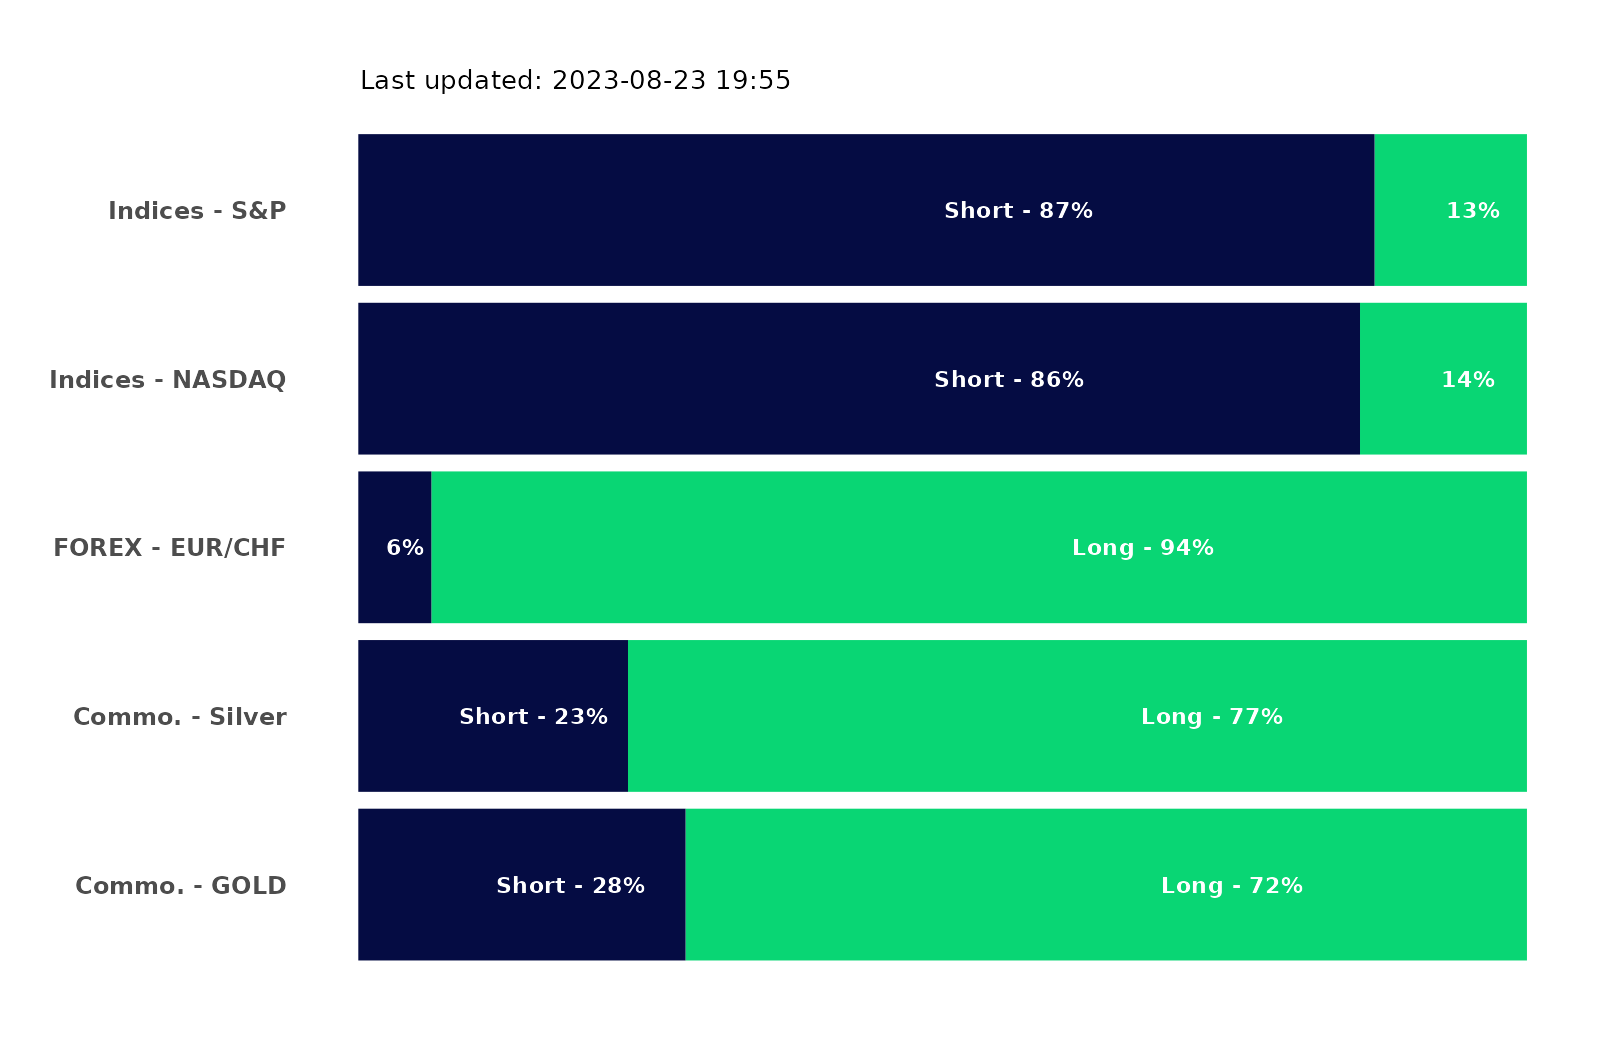 Last updated: 2023-08-23 19:55
Indices - S&P Short - 87% 13%
Indices - NASDAQ Short - 86% 14%
FOREX - EUR/CHF 6% Long - 94%
Commo. - Silver Short - 23% Long - 77%
Commo. - GOLD Short - 28% Long - 72%